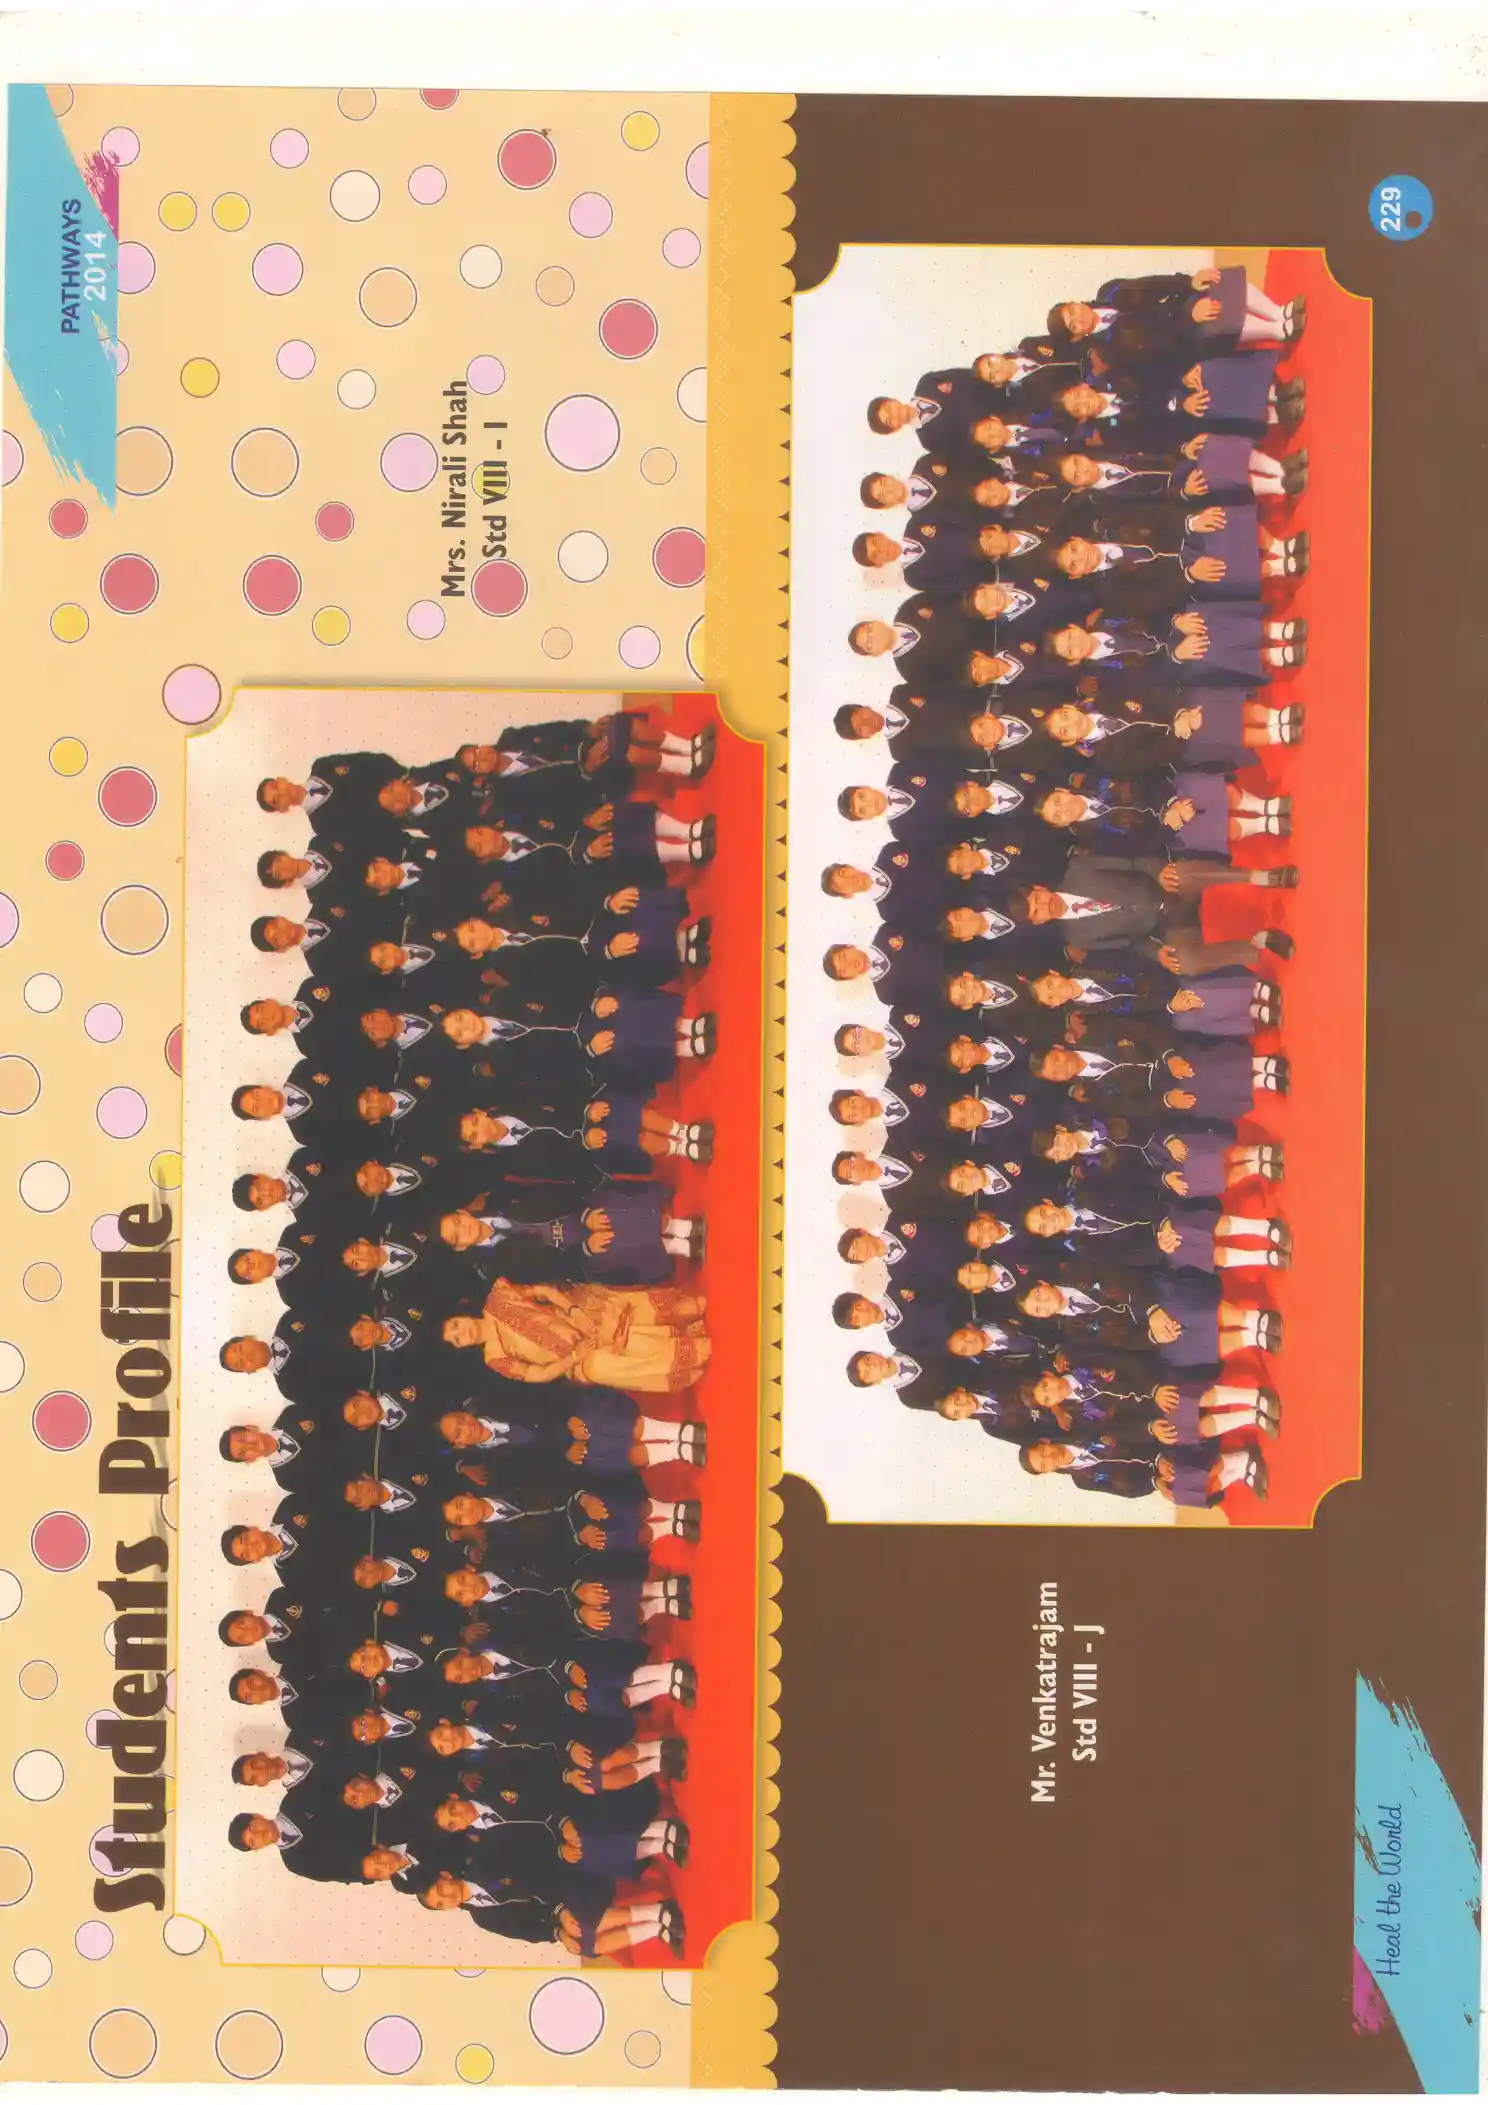 PATHWAYS
2014
Students Profile
Mrs. Nirali Shah
Std VIII - I
Mr. Venkatrajam
Std VIII - J
Heal the World
229